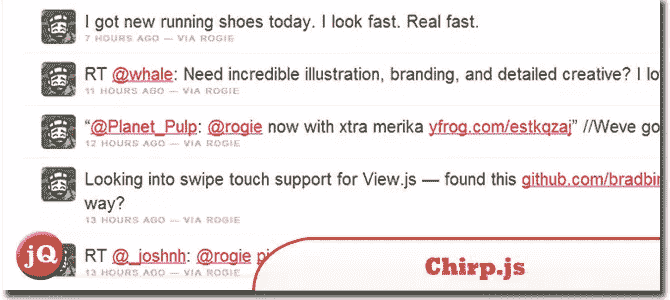 I got new running shoes today. I look fast. Real fast.
7 HOURS AGO — VIA ROGIE
RT @whale: Need incredible illustration, branding, and detailed creative? I lo
11 HOURS AGO — VIA ROGIE
“@Planet_Pulp: @rogie now with xtra merika yfrog.com/estkqzaj” //Weve go
12 HOURS AGO — VIA ROGIE
Looking into swipe touch support for View.js — found this github.com/bradbir
way?
13 HOURS AGO — VIA ROGIE
RT @_joshnh: @rogie
13 HOURS AGO — VIA ROGIE
jQ
Chirp.js